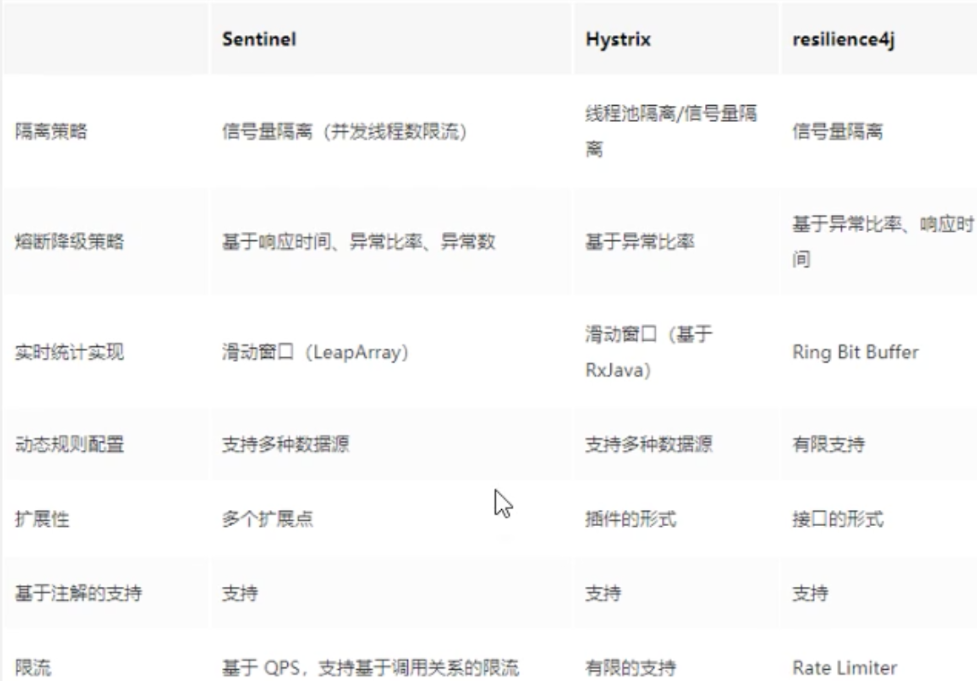 Sentinel Hystrix resilience4j
隔离策略 信号量隔离（并发线程数限流） 线程池隔离/信号量隔
离 信号量隔离
熔断降级策略 基于响应时间、异常比率、异常数 基于异常比率 基于异常比率、响应时
间
实时统计实现 滑动窗口（LeapArray） 滑动窗口（基于
RxJava） Ring Bit Buffer
动态规则配置 支持多种数据源 支持多种数据源 有限支持
扩展性 多个扩展点 插件的形式 接口的形式
基于注解的支持 支持 支持 支持
限流 基于 QPS，支持基于调用关系的限流 有限的支持 Rate Limiter